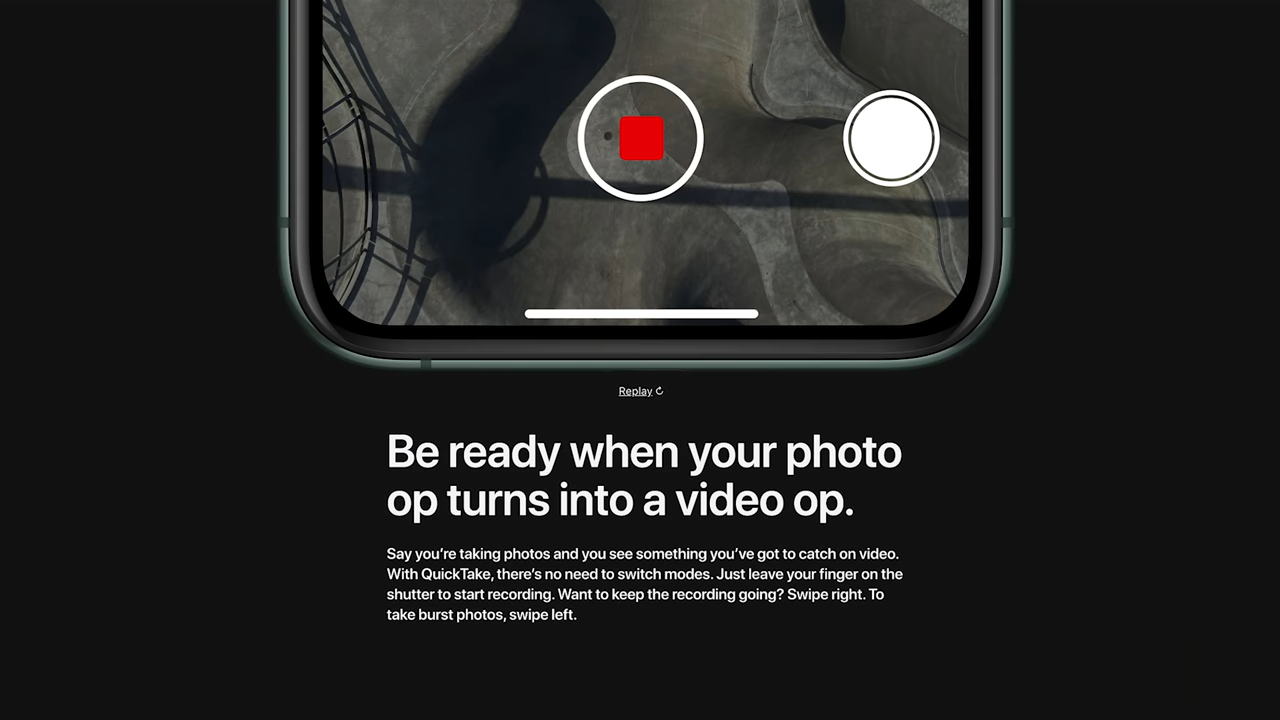 Replay
Be ready when your photo
op turns into a video op.
Say you’re taking photos and you see something you’ve got to catch on video.
With QuickTake, there’s no need to switch modes. Just leave your finger on the
shutter to start recording. Want to keep the recording going? Swipe right. To
take burst photos, swipe left.